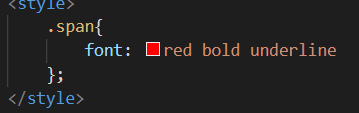 <style>
.span{
font: red bold underline
};
</style>